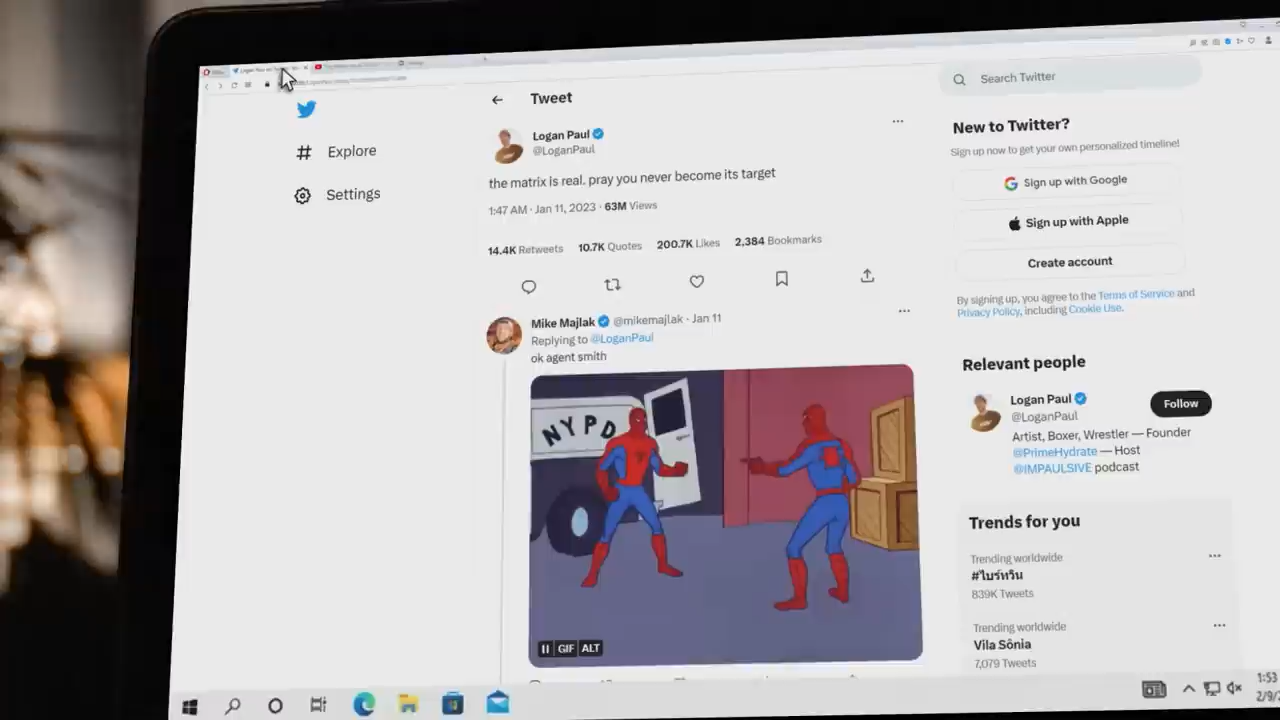 Search Twitter
Tweet
Explore
Settings
Logan Paul
@LoganPaul
the matrix is real. pray you never become its target
1:47 AM · Jan 11, 2023 · 63M Views
14.4K Retweets 10.7K Quotes 200.7K Likes 2,384 Bookmarks
Mike Majlak @mikemajlak · Jan 11
Replying to @LoganPaul
ok agent smith
NYPD
GIF ALT
New to Twitter?
Sign up now to get your own personalized timeline!
Sign up with Google
Sign up with Apple
Create account
By signing up, you agree to the Terms of Service and
Privacy Policy, including Cookie Use.
Relevant people
Logan Paul
@LoganPaul
Follow
Artist, Boxer, Wrestler — Founder
@PrimeHydrate — Host
@IMPAULSIVE podcast
Trends for you
Trending worldwide
#ไบร์ทวิน
839K Tweets
Trending worldwide
Vila Sônia
7,079 Tweets
1:53